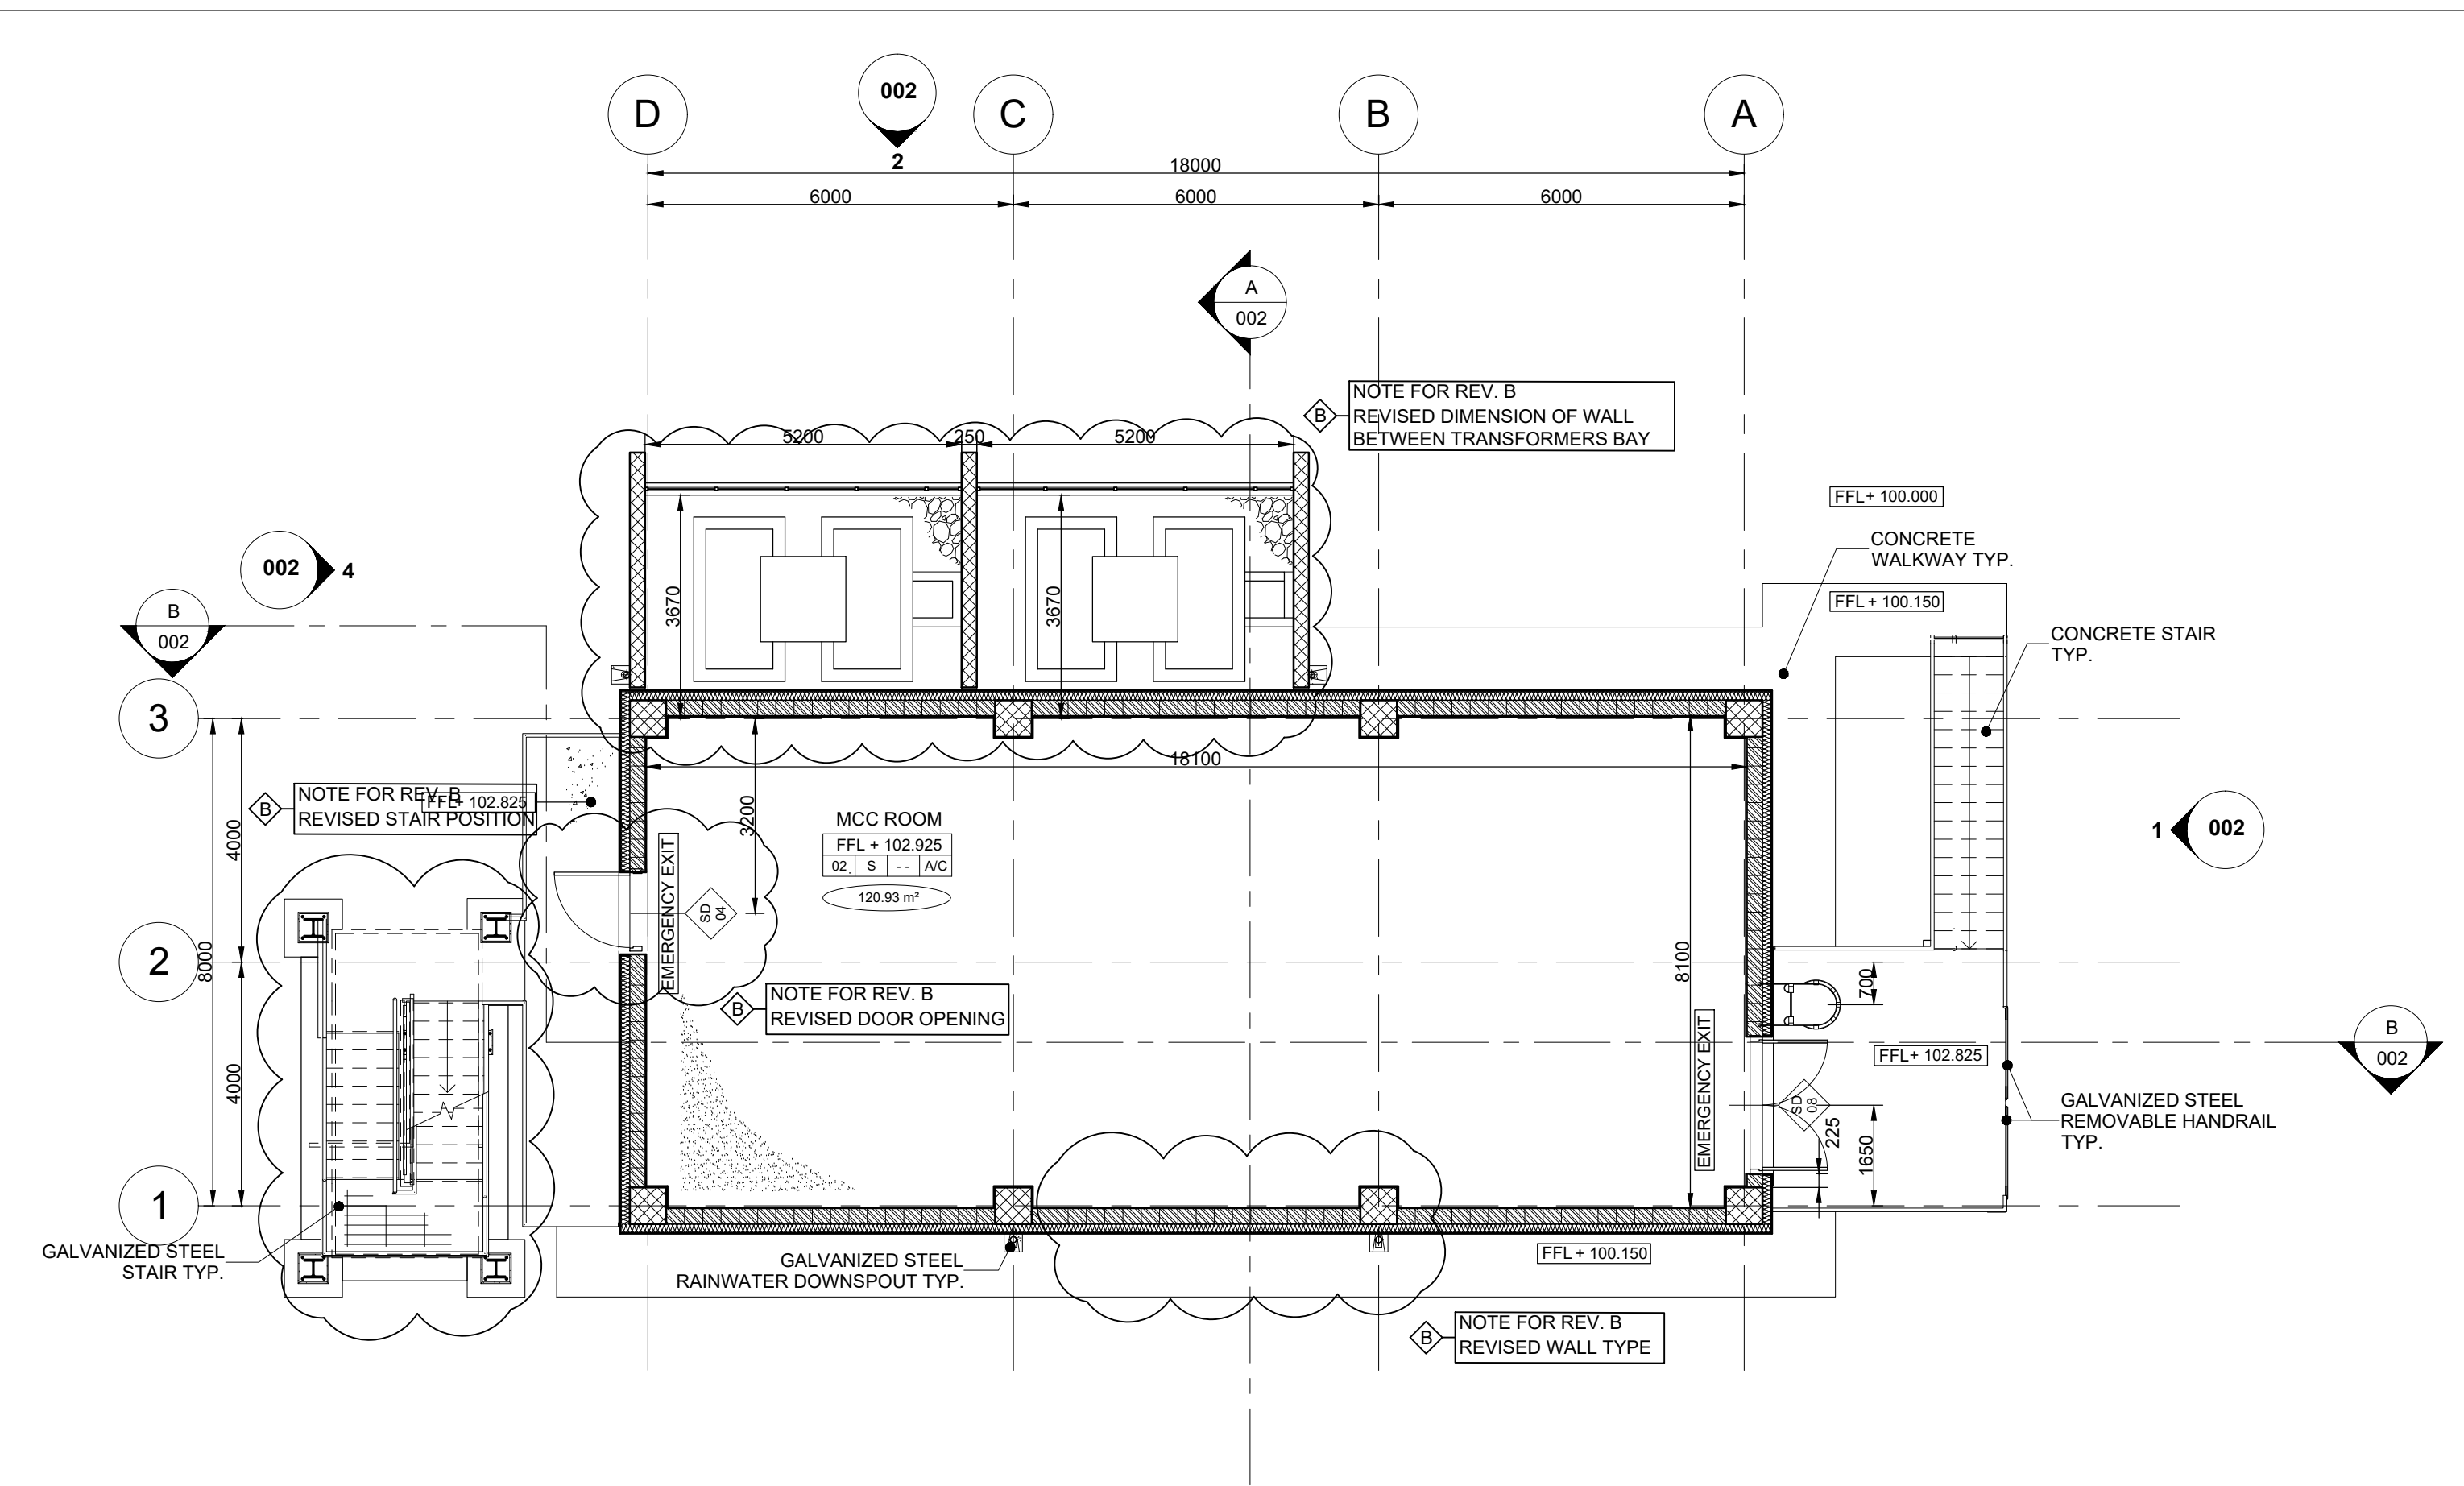 D
002
2
C
B
A
18000
6000
6000
6000
A
002
B
NOTE FOR REV. B
REVISED DIMENSION OF WALL
BETWEEN TRANSFORMERS BAY
5200
250
5200
FFL+ 100.000
CONCRETE
WALKWAY TYP.
002
4
3670
3670
FFL + 100.150
B
002
CONCRETE STAIR
TYP.
3
18100
B
NOTE FOR REV. B
REVISED STAIR POSITION
FFL+ 102.825
4000
3200
MCC ROOM
FFL + 102.925
02. S - - A/C
120.93 m²
1
002
EMERGENCY EXIT
SD
04
2
8000
8100
700
B
NOTE FOR REV. B
REVISED DOOR OPENING
4000
EMERGENCY EXIT
FFL+ 102.825
B
002
SD
08
225
1650
GALVANIZED STEEL
REMOVABLE HANDRAIL
TYP.
1
GALVANIZED STEEL
STAIR TYP.
GALVANIZED STEEL
RAINWATER DOWNSPOUT TYP.
FFL + 100.150
B
NOTE FOR REV. B
REVISED WALL TYPE